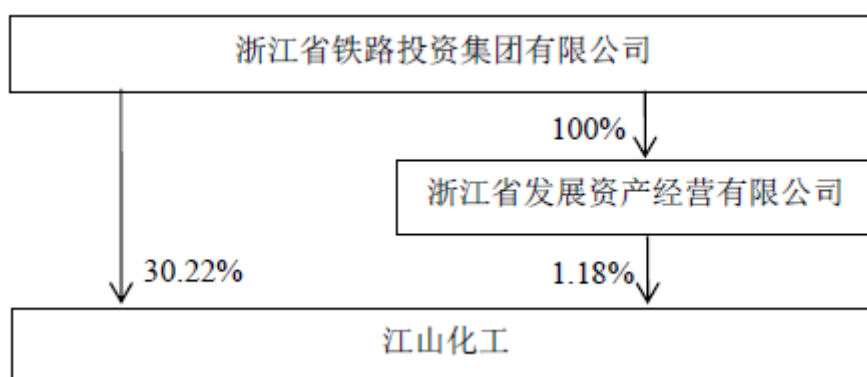 浙江省铁路投资集团有限公司
100%
浙江省发展资产经营有限公司
30.22%
1.18%
江山化工